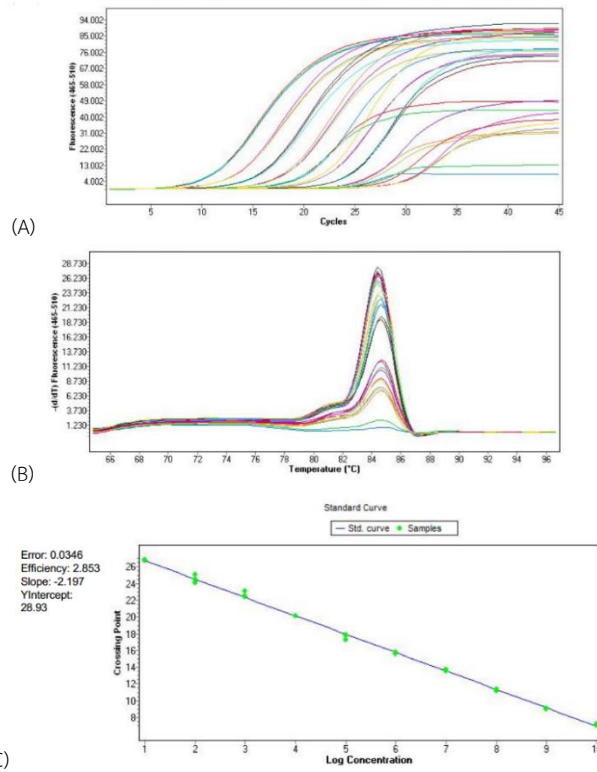 94.002
85.002
76.002
67.002
58.002
49.002
40.002
31.002
22.002
13.002
4.002
Fluorescence (465-510)
5 10 15 20 25 30 35 40 45
Cycles
(A)
28.730
26.230
23.730
21.230
18.730
16.230
13.730
11.230
8.730
6.230
3.730
1.230
-(d/dT) Fluorescence (465-510)
66 68 70 72 74 76 78 80 82 84 86 88 90 92 94 96
Temperature (°C)
(B)
Standard Curve
Std. curve Samples
Error: 0.0346
Efficiency: 2.853
Slope: -2.197
YIntercept:
28.93
26
24
22
20
18
16
14
12
10
8
Crossing Point
1 2 3 4 5 6 7 8 9 10
Log Concentration